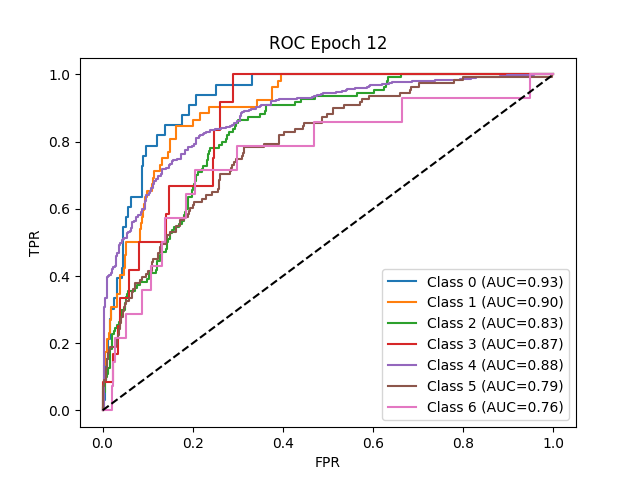 ROC Epoch 12
1.0
0.8
0.6
0.4
0.2
0.0
TPR
Class 0 (AUC=0.93)
Class 1 (AUC=0.90)
Class 2 (AUC=0.83)
Class 3 (AUC=0.87)
Class 4 (AUC=0.88)
Class 5 (AUC=0.79)
Class 6 (AUC=0.76)
0.0 0.2 0.4 0.6 0.8 1.0
FPR